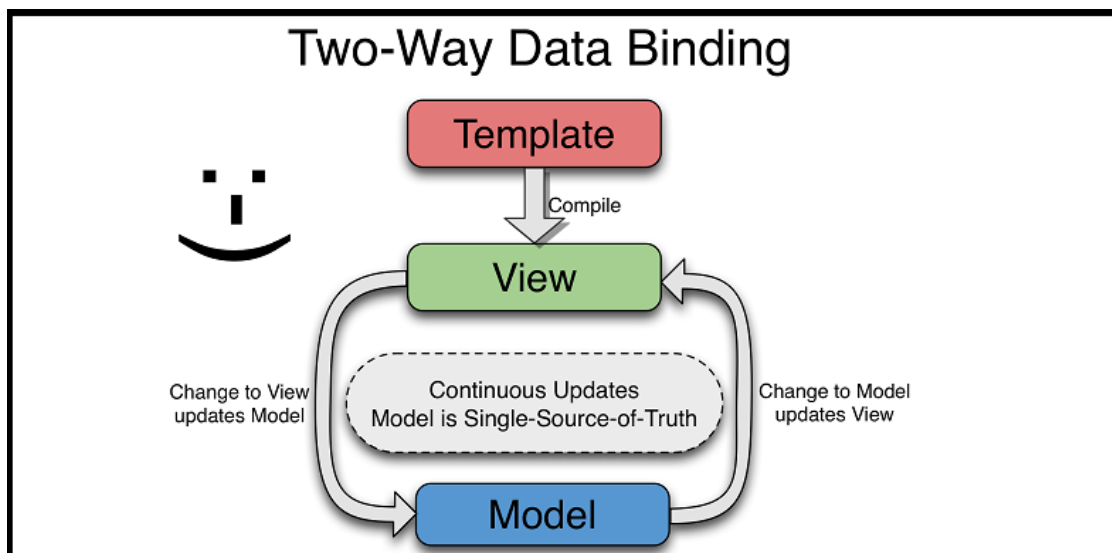 Two-Way Data Binding
Template
Compile
View
Change to View
updates Model
Continuous Updates
Model is Single-Source-of-Truth
Change to Model
updates View
Model